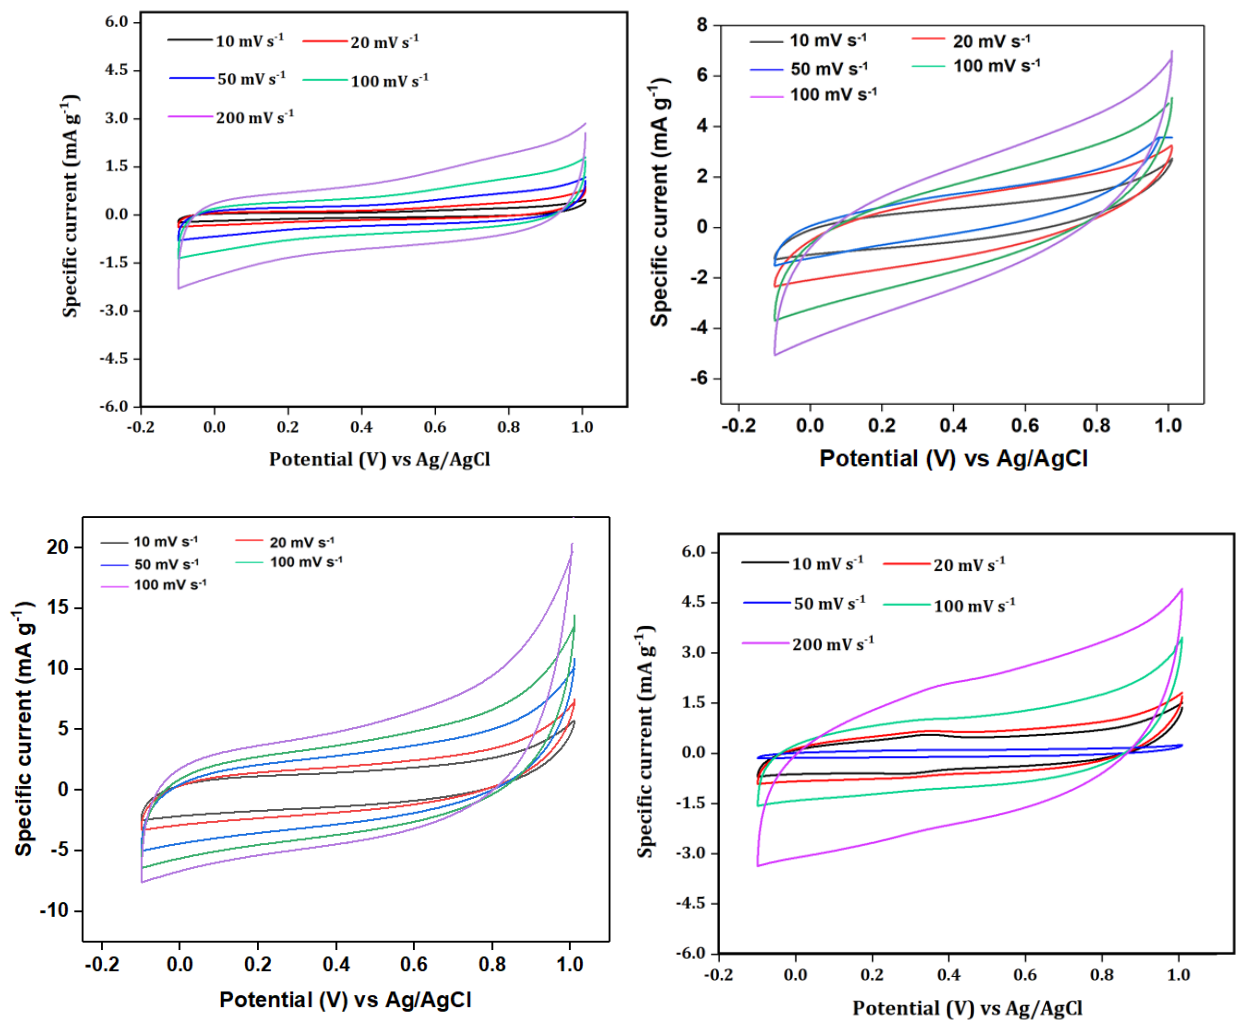 6.0
4.5
3.0
1.5
0.0
-1.5
-3.0
-4.5
-6.0
Specific current (mA g⁻¹)
10 mV s⁻¹ 20 mV s⁻¹
50 mV s⁻¹ 100 mV s⁻¹
200 mV s⁻¹
-0.2 0.0 0.2 0.4 0.6 0.8 1.0
Potential (V) vs Ag/AgCl
8
6
4
2
0
-2
-4
-6
Specific current (mA g⁻¹)
10 mV s⁻¹ 20 mV s⁻¹
50 mV s⁻¹ 100 mV s⁻¹
100 mV s⁻¹
-0.2 0.0 0.2 0.4 0.6 0.8 1.0
Potential (V) vs Ag/AgCl
20
15
10
5
0
-5
-10
Specific current (mA g⁻¹)
10 mV s⁻¹ 20 mV s⁻¹
50 mV s⁻¹ 100 mV s⁻¹
100 mV s⁻¹
-0.2 0.0 0.2 0.4 0.6 0.8 1.0
Potential (V) vs Ag/AgCl
6.0
4.5
3.0
1.5
0.0
-1.5
-3.0
-4.5
-6.0
Specific current (mA g⁻¹)
10 mV s⁻¹ 20 mV s⁻¹
50 mV s⁻¹ 100 mV s⁻¹
200 mV s⁻¹
-0.2 0.0 0.2 0.4 0.6 0.8 1.0
Potential (V) vs Ag/AgCl